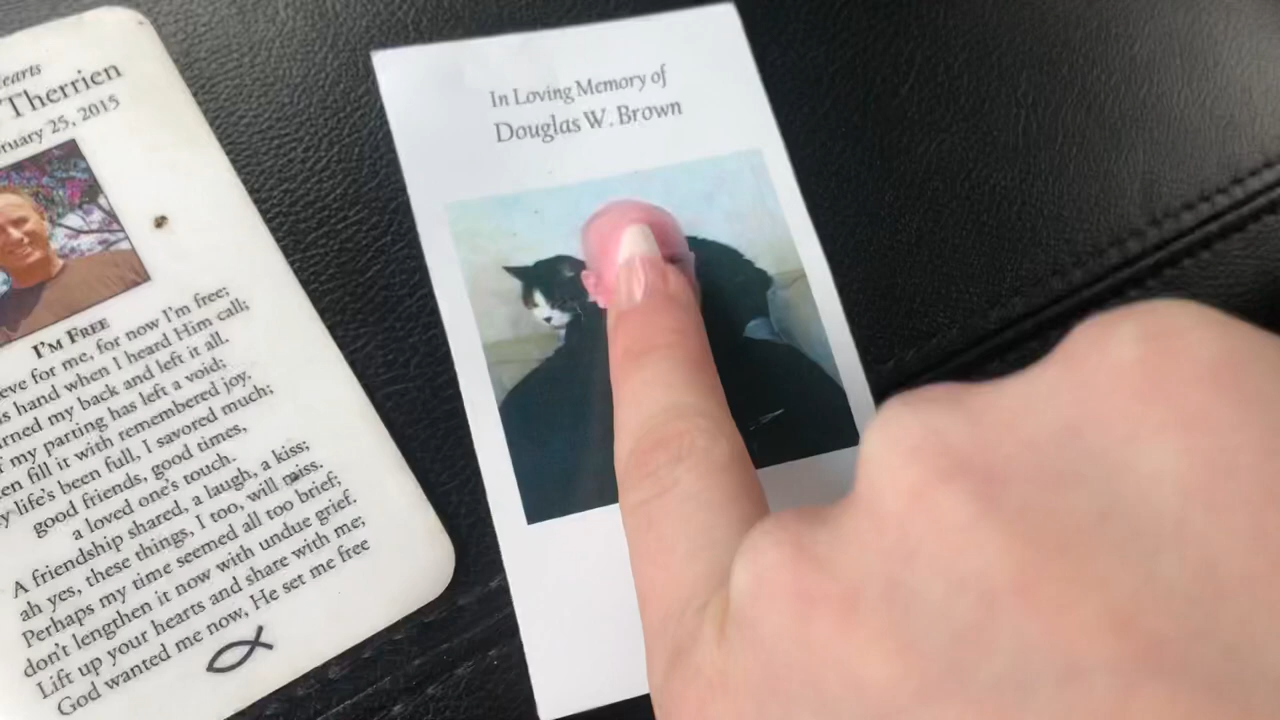 earts
Therrien
ruary 25, 2015
I'M FREE
eve for me, for now I'm free;
s hand when I heard Him call;
urned my back and left it all.
f my parting has left a void;
en fill it with remembered joy.
y life's been full, I savored much;
good friends, good times,
a loved one's touch.
A friendship shared, a laugh, a kiss;
ah yes, these things, I too, will miss.
Perhaps my time seemed all too brief;
don't lengthen it now with undue grief.
Lift up your hearts and share with me;
God wanted me now, He set me free
In Loving Memory of
Douglas W. Brown